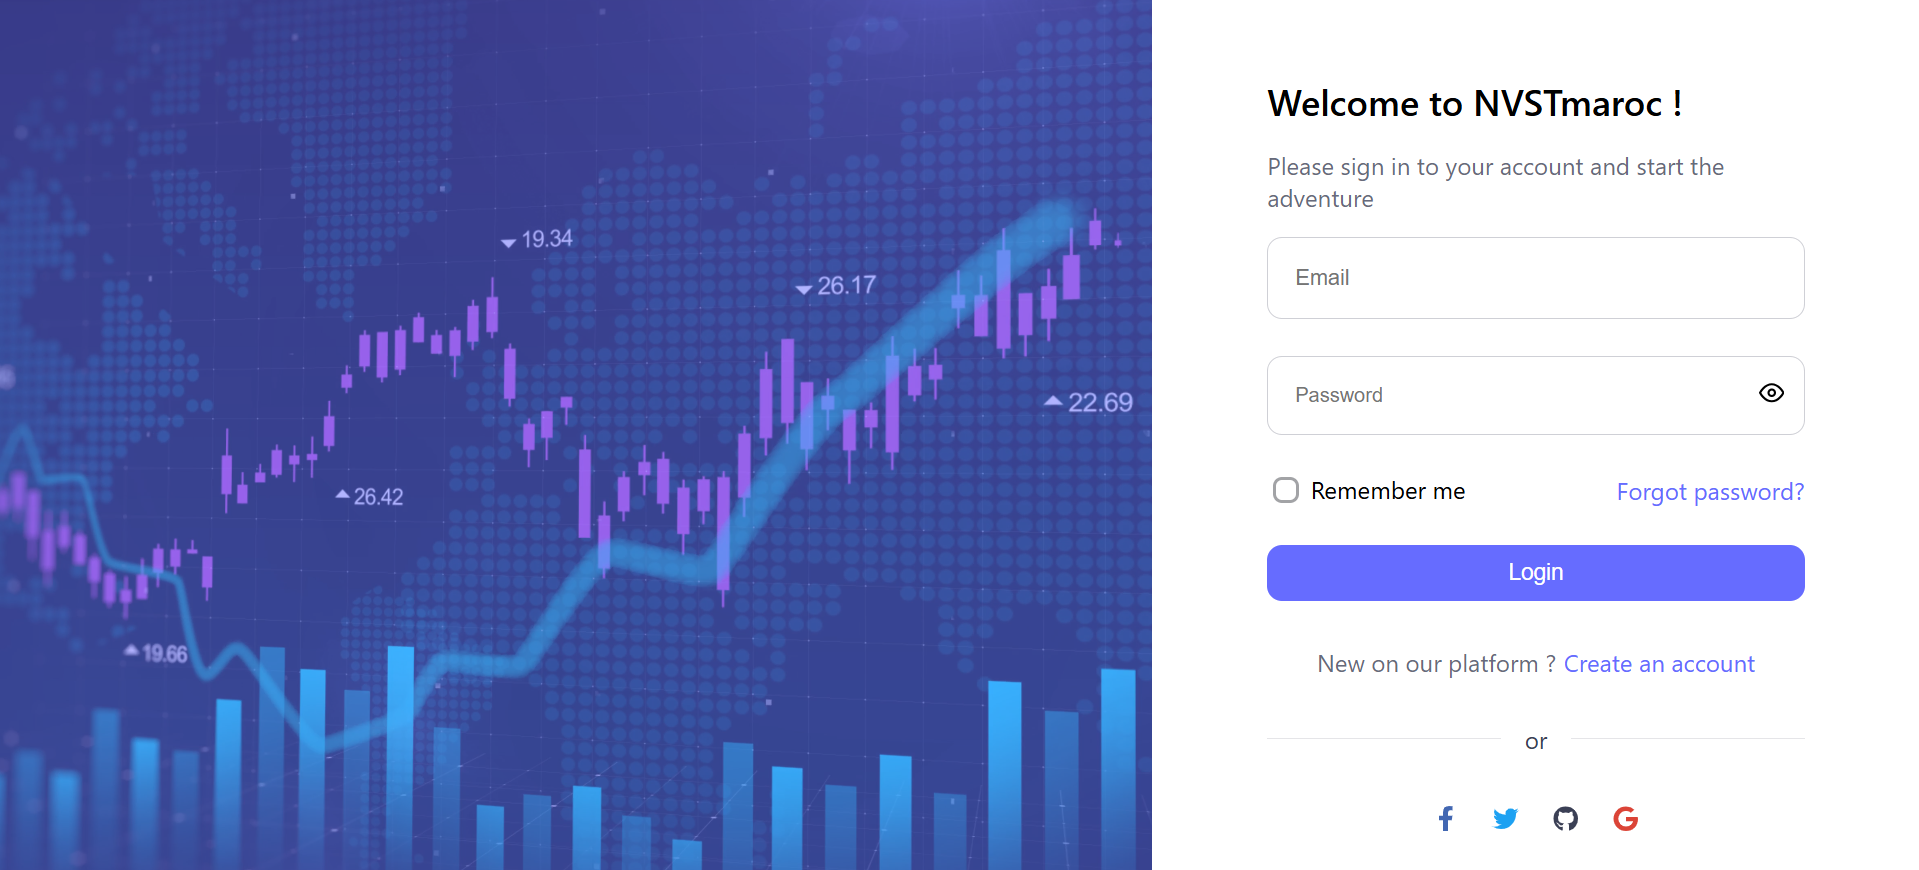 19.34
26.17
22.69
26.42
19.66
Welcome to NVSTmaroc !
Please sign in to your account and start the
adventure
Email
Password
Remember me
Forgot password?
Login
New on our platform ? Create an account
or